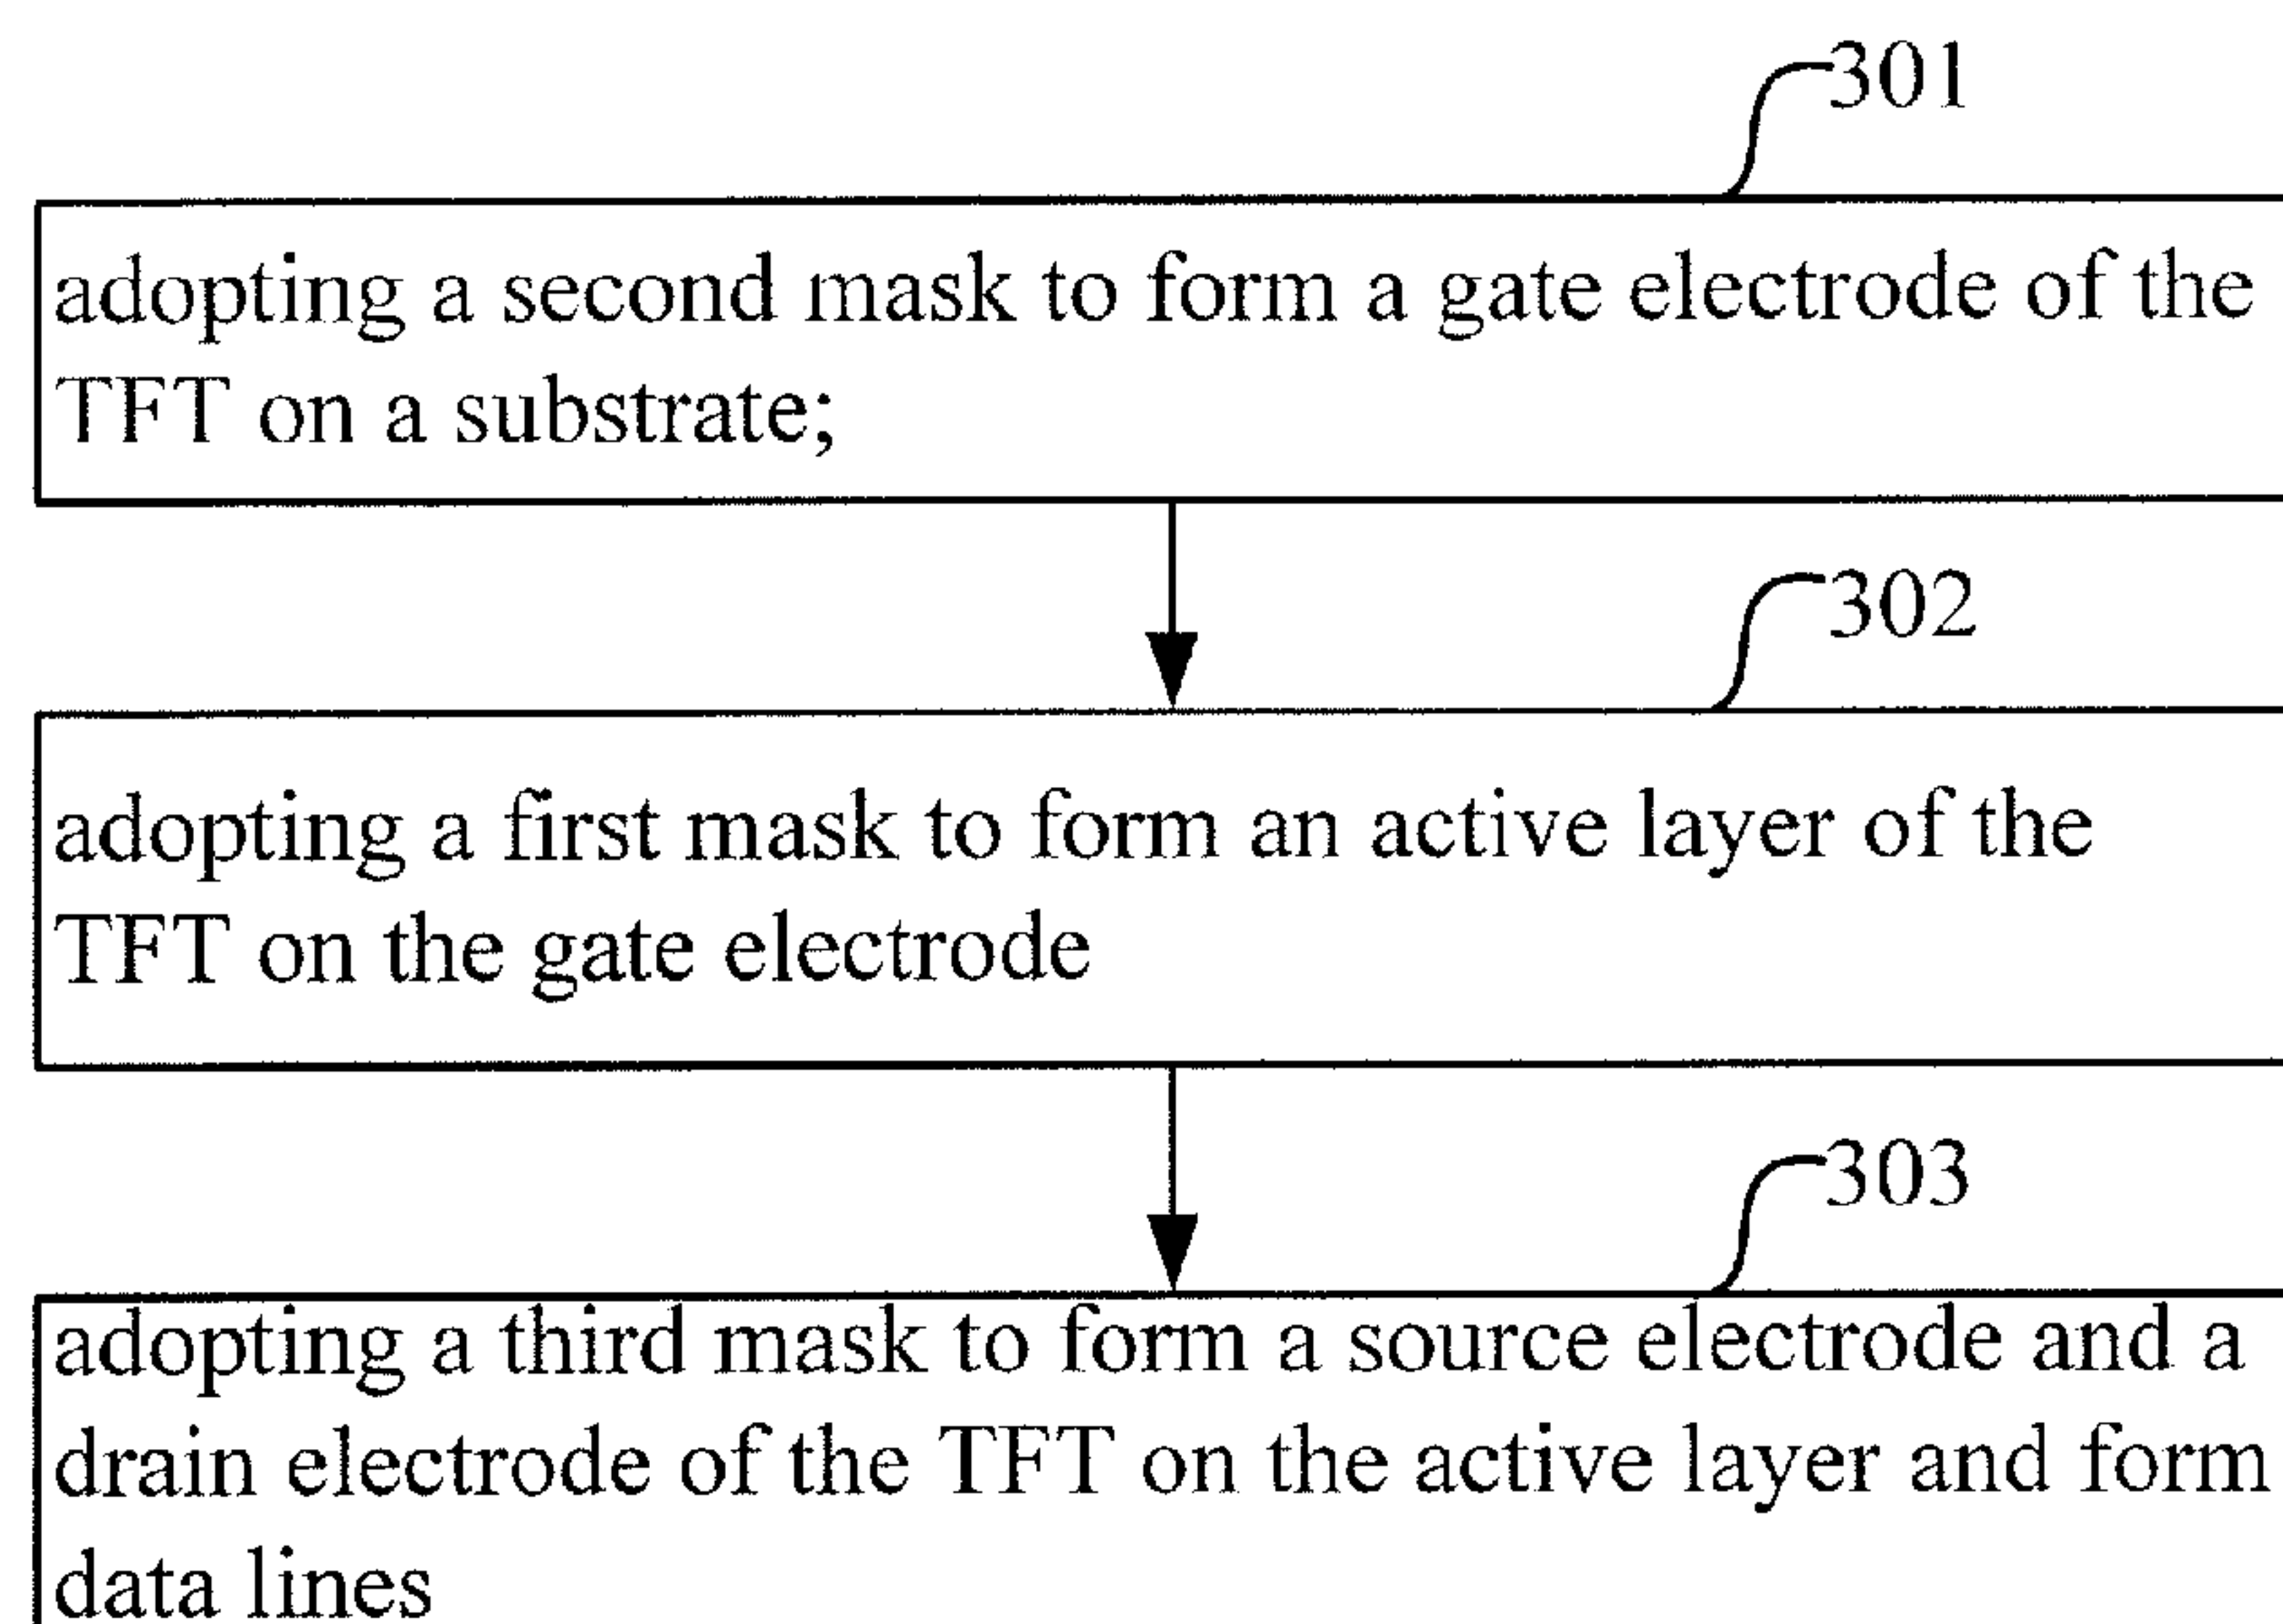 301
adopting a second mask to form a gate electrode of the
TFT on a substrate;
302
adopting a first mask to form an active layer of the
TFT on the gate electrode
303
adopting a third mask to form a source electrode and a
drain electrode of the TFT on the active layer and form
data lines